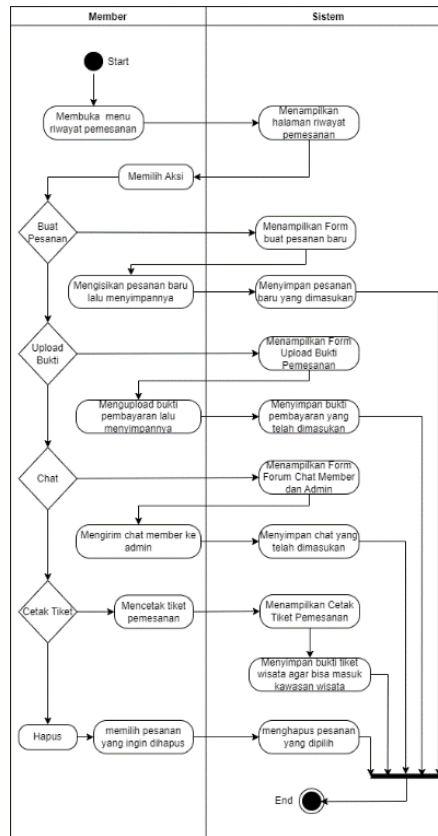 Member
Sistem
Start
Membuka menu
riwayat pemesanan
Menampilkan
halaman riwayat
pemesanan
Memilih Aksi
Buat
Pesanan
Menampilkan Form
buat pesanan baru
Mengisikan pesanan baru
lalu menyimpannya
Menyimpan pesanan
baru yang dimasukan
Upload
Bukti
Menampilkan Form
Upload Bukti
Pemesanan
Mengupload bukti
pembayaran lalu
menyimpannya
Menyimpan bukti
pembayaran yang
telah dimasukan
Chat
Menampilkan Form
Forum Chat Member
dan Admin
Mengirim chat member ke
admin
Menyimpan chat yang
telah dimasukan
Cetak Tiket
Mencetak tiket
pemesanan
Menampilkan Cetak
Tiket Pemesanan
Menyimpan bukti tiket
wisata agar bisa masuk
kawasan wisata
Hapus
memilih pesanan
yang ingin dihapus
menghapus pesanan
yang dipilih
End